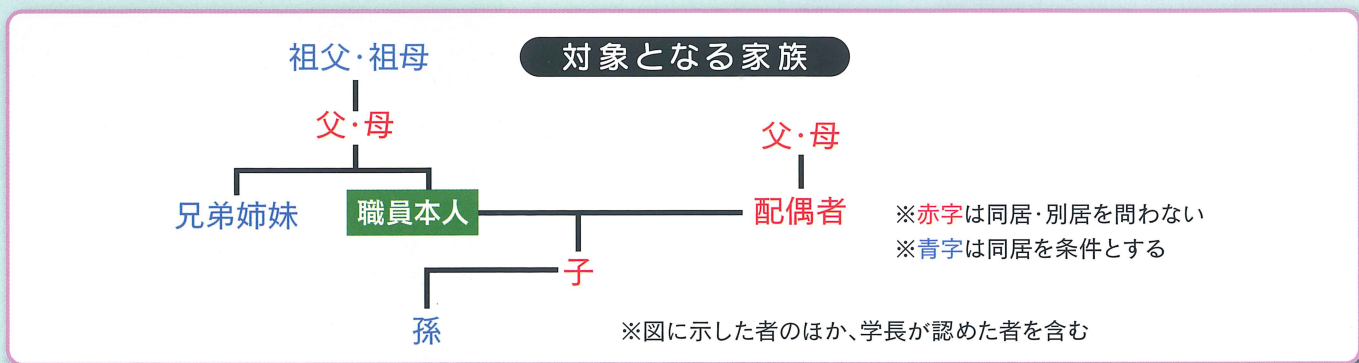 対象となる家族
祖父・祖母
父・母
父・母
兄弟姉妹
職員本人
配偶者
※赤字は同居・別居を問わない
※青字は同居を条件とする
子
孫
※図に示した者のほか、学長が認めた者を含む